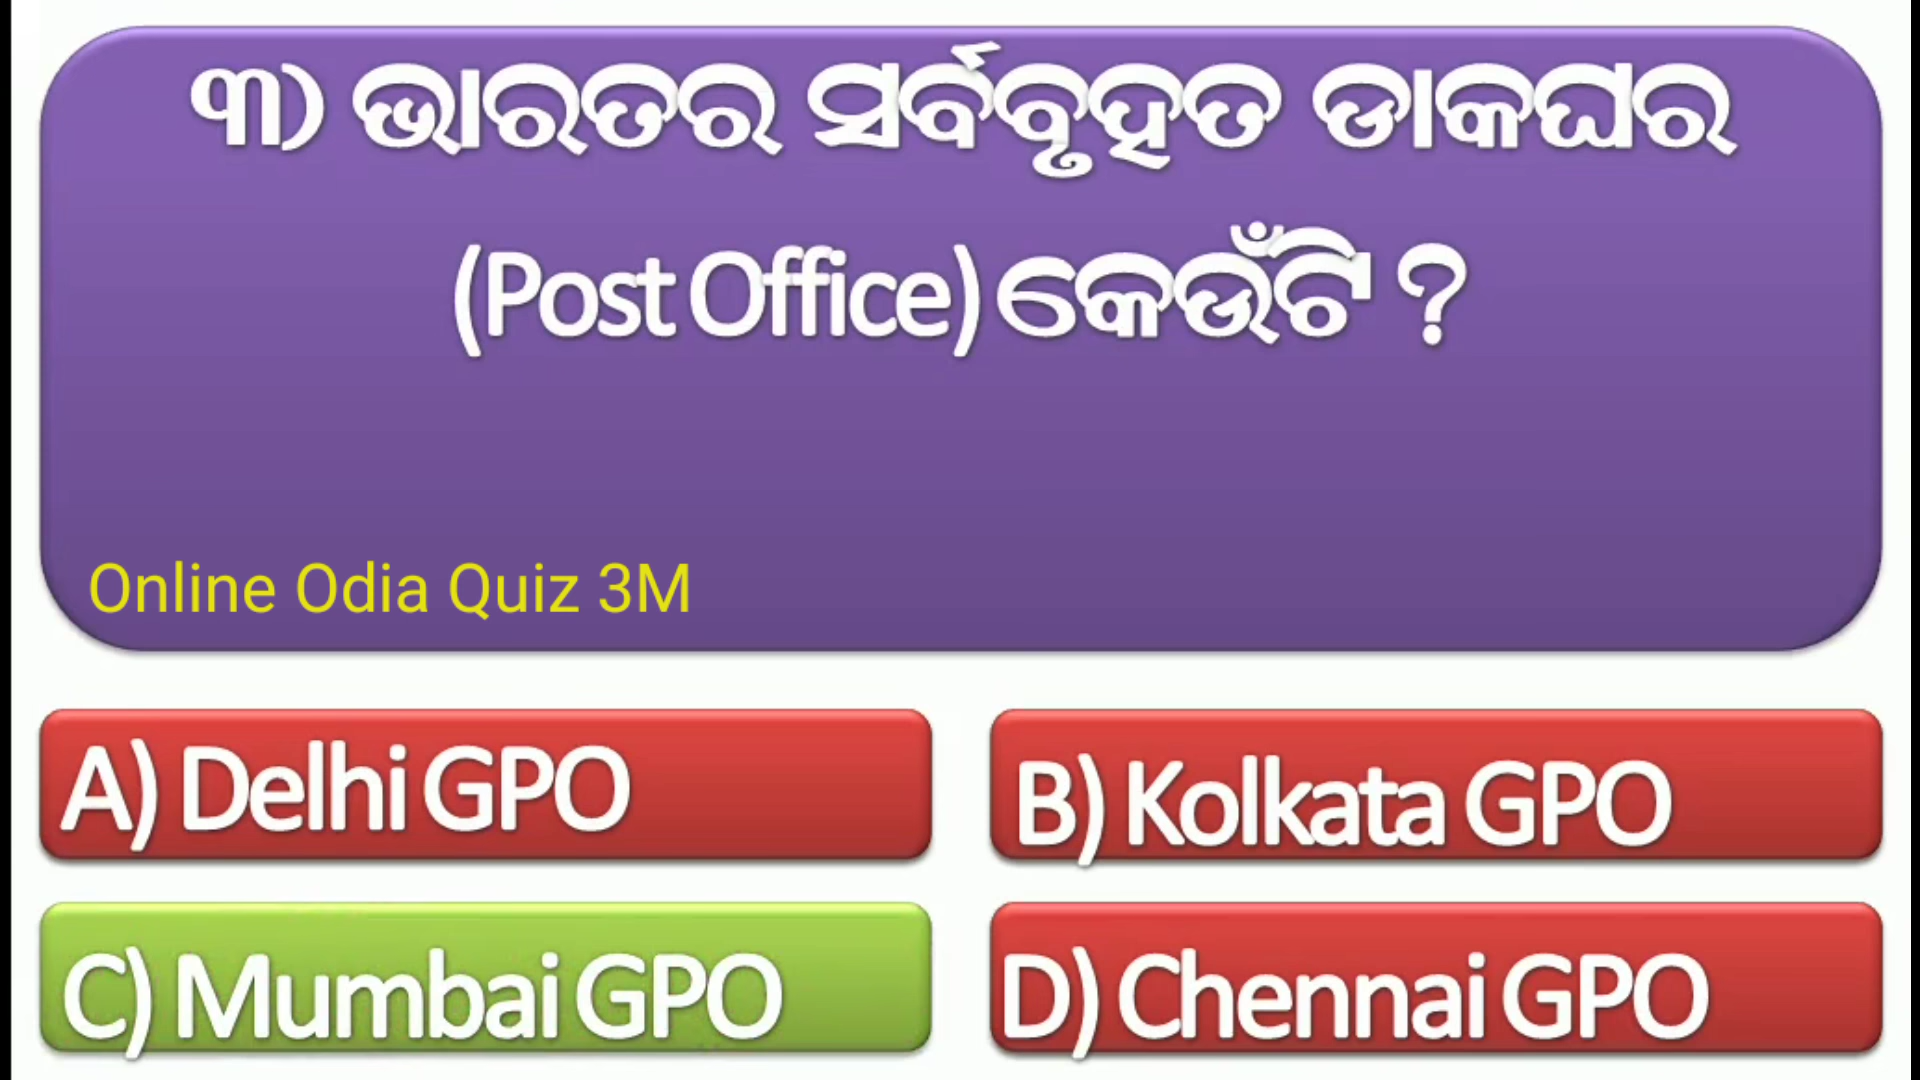 ୩) ଭାରତର ସର୍ବବୃହତ ଡାକଘର
(Post Office) କେଉଁଟି ?
Online Odia Quiz 3M
A) Delhi GPO
B) Kolkata GPO
C) Mumbai GPO
D) Chennai GPO